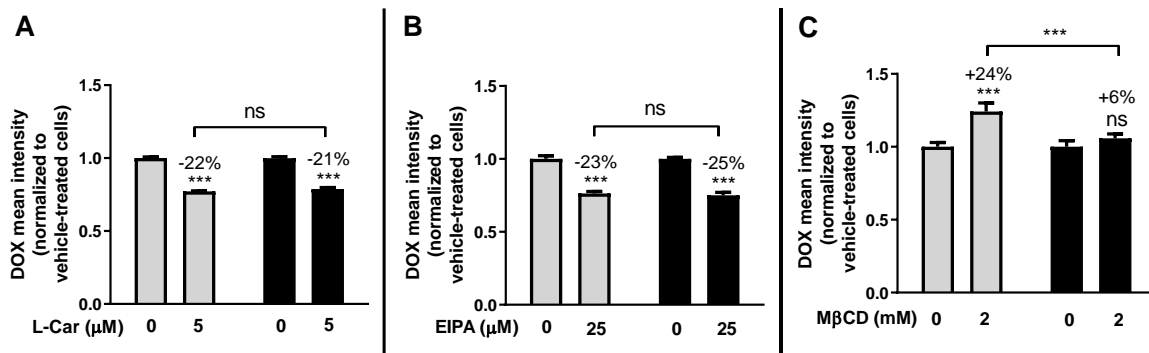 A
DOX mean intensity
(normalized to
vehicle-treated cells)
1.5
1.0
0.5
0.0
ns
-22%
***
-21%
***
L-Car (μM) 0 5 0 5
B
DOX mean intensity
(normalized to
vehicle-treated cells)
1.5
1.0
0.5
0.0
ns
-23%
***
-25%
***
EIPA (μM) 0 25 0 25
C
DOX mean intensity
(normalized to
vehicle-treated cells)
1.5
1.0
0.5
0.0
***
+24%
***
+6%
ns
MβCD (mM) 0 2 0 2